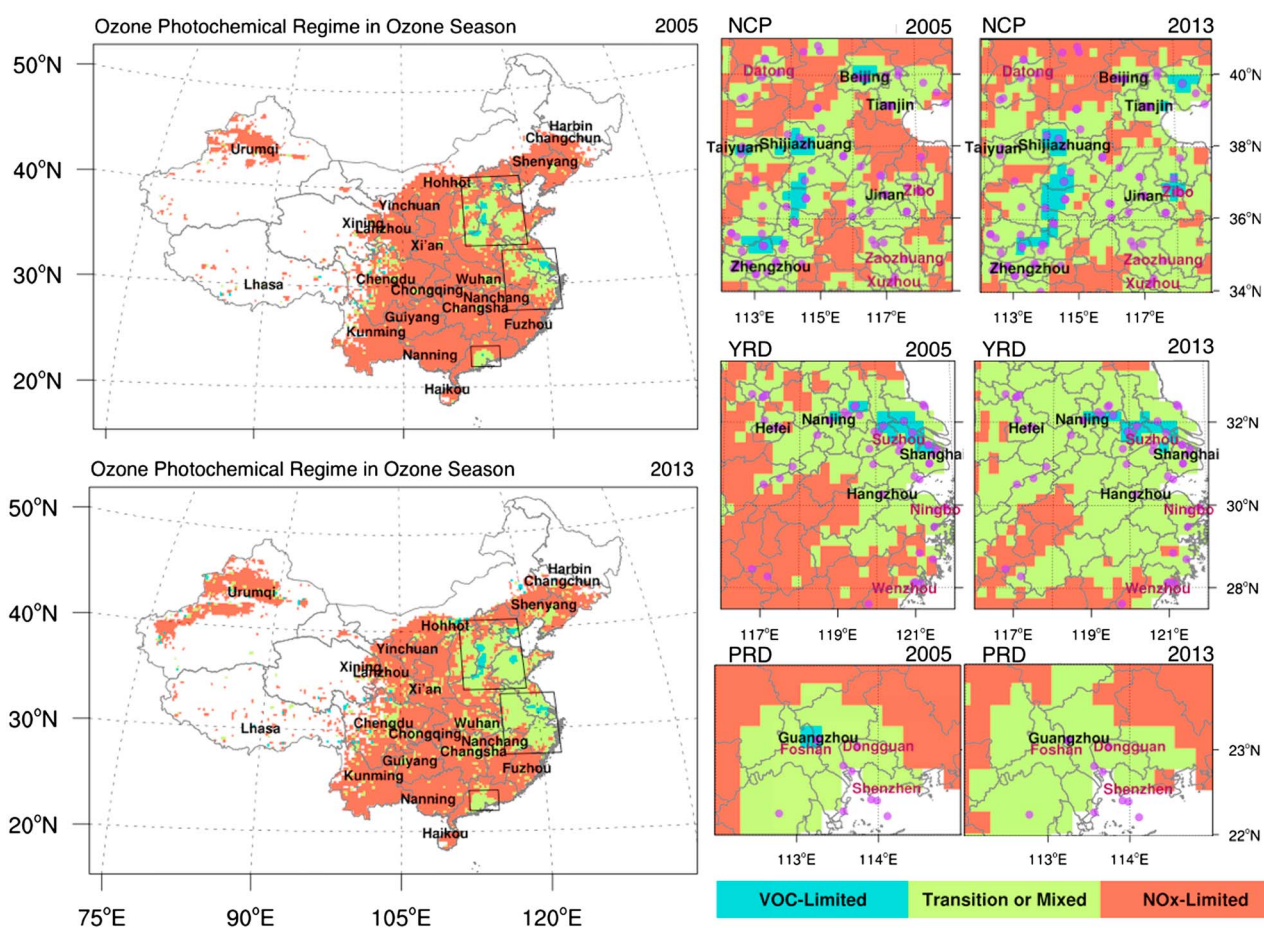 Ozone Photochemical Regime in Ozone Season 2005
50°N
40°N
30°N
20°N
Harbin
Changchun
Urumqi
Shenyang
Hohhot
Yinchuan
Xining
Lanzhou
Xi'an
Chengdu
Wuhan
Lhasa
Chongqing
Nanchang
Changsha
Guiyang
Fuzhou
Kunming
Nanning
Haikou
Ozone Photochemical Regime in Ozone Season 2013
50°N
40°N
30°N
20°N
Harbin
Changchun
Urumqi
Shenyang
Hohhot
Yinchuan
Xining
Lanzhou
Xi'an
Chengdu
Wuhan
Lhasa
Chongqing
Nanchang
Changsha
Guiyang
Fuzhou
Kunming
Nanning
Haikou
75°E 90°E 105°E 120°E
NCP 2005
Datong
Beijing
Tianjin
Taiyuan
Shijiazhuang
Jinan
Zibo
Zhengzhou
Zaozhuang
Xuzhou
113°E 115°E 117°E
NCP 2013
Datong
Beijing
Tianjin
Taiyuan
Shijiazhuang
Jinan
Zibo
Zhengzhou
Zaozhuang
Xuzhou
40°N
38°N
36°N
34°N
113°E 115°E 117°E
YRD 2005
Nanjing
Hefei
Suzhou
Shanghai
Hangzhou
Ningbo
Wenzhou
117°E 119°E 121°E
YRD 2013
Nanjing
Hefei
Suzhou
Shanghai
Hangzhou
Ningbo
Wenzhou
32°N
30°N
28°N
117°E 119°E 121°E
PRD 2005
Guangzhou
Foshan
Dongguan
Shenzhen
113°E 114°E
PRD 2013
Guangzhou
Foshan
Dongguan
Shenzhen
23°N
22°N
113°E 114°E
VOC-Limited
Transition or Mixed
NOx-Limited